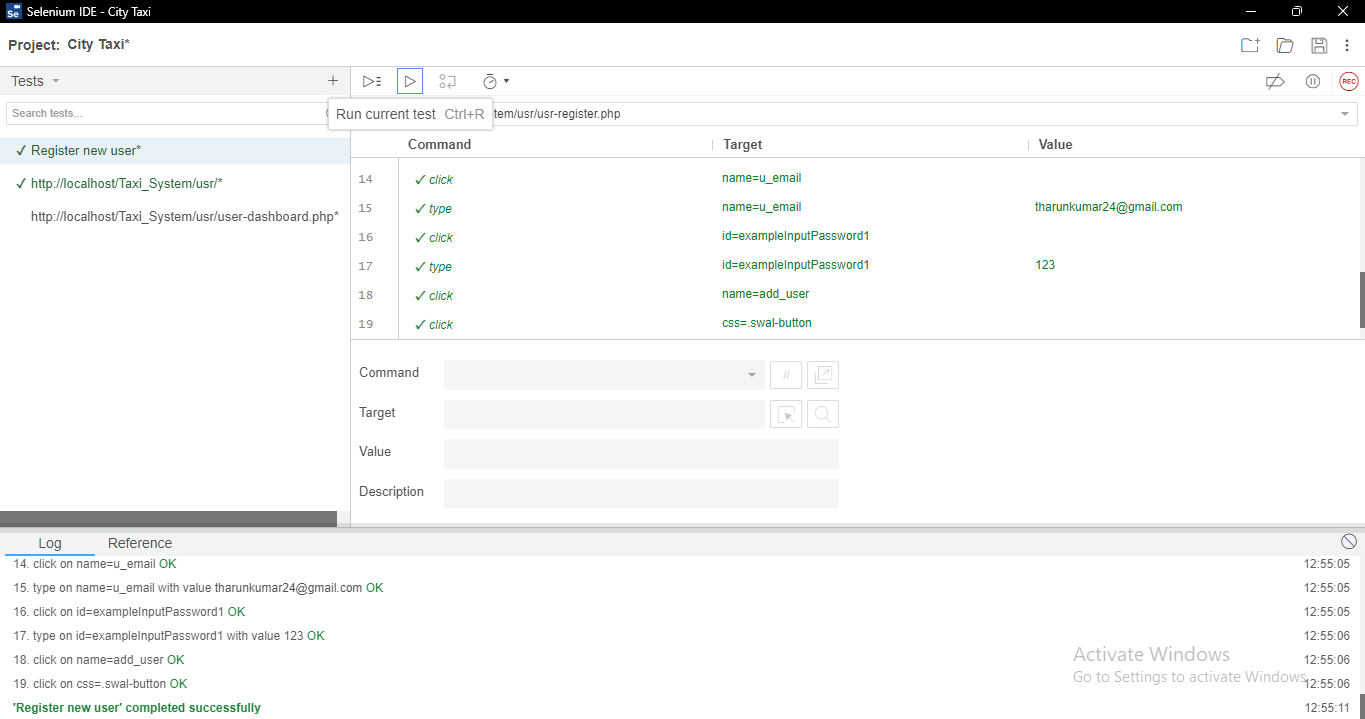 Selenium IDE - City Taxi
Project: City Taxi*
Tests
REC
Search tests...
Run current test Ctrl+R
tem/usr/usr-register.php
Command Target Value
✓ Register new user*
✓ http://localhost/Taxi_System/usr/*
http://localhost/Taxi_System/usr/user-dashboard.php*
14 ✓ click name=u_email
15 ✓ type name=u_email tharunkumar24@gmail.com
16 ✓ click id=exampleInputPassword1
17 ✓ type id=exampleInputPassword1 123
18 ✓ click name=add_user
19 ✓ click css=.swal-button
Command //
Target
Value
Description
Log Reference
14. click on name=u_email OK 12:55:05
15. type on name=u_email with value tharunkumar24@gmail.com OK 12:55:05
16. click on id=exampleInputPassword1 OK 12:55:05
17. type on id=exampleInputPassword1 with value 123 OK 12:55:06
18. click on name=add_user OK 12:55:06
19. click on css=.swal-button OK 12:55:06
'Register new user' completed successfully 12:55:11
Activate Windows
Go to Settings to activate Windows.